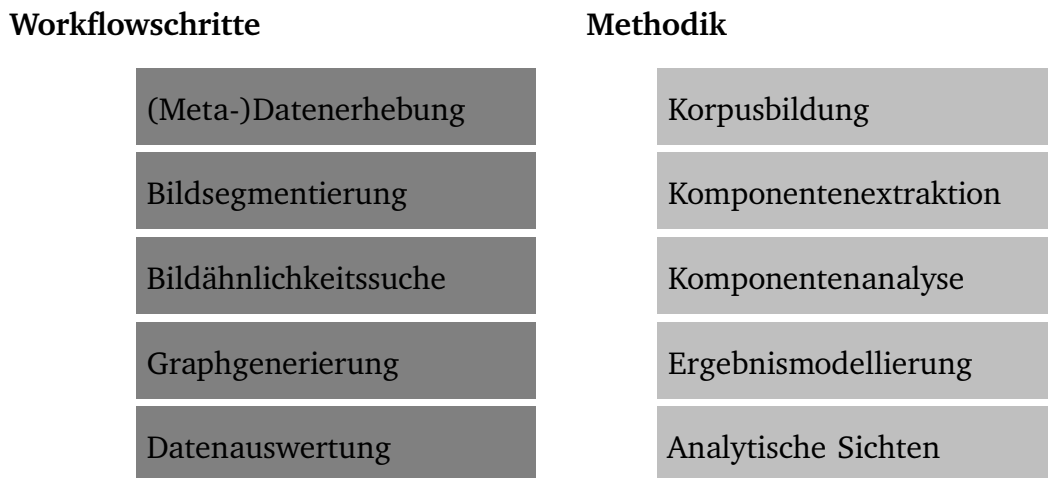 Workflowschritte Methodik
(Meta-)Datenerhebung Korpusbildung
Bildsegmentierung Komponentenextraktion
Bildähnlichkeitssuche Komponentenanalyse
Graphgenerierung Ergebnismodellierung
Datenauswertung Analytische Sichten